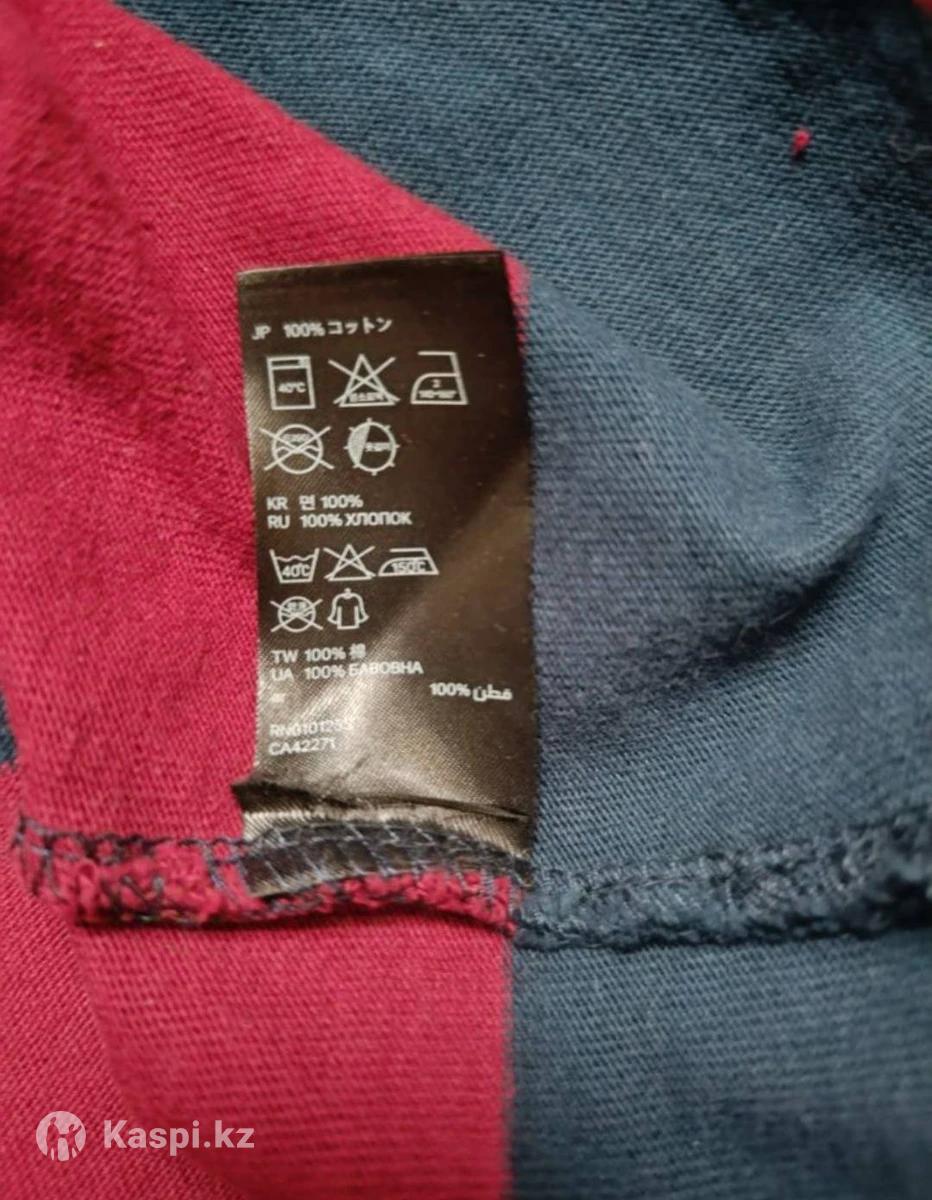 JP 100% コットン
40℃
2
KR 면 100%
RU 100% ХЛОПОК
40℃ 150℃
TW 100% 棉
UA 100% БАВОВНА
قطن 100%
CA42271
Kaspi.kz